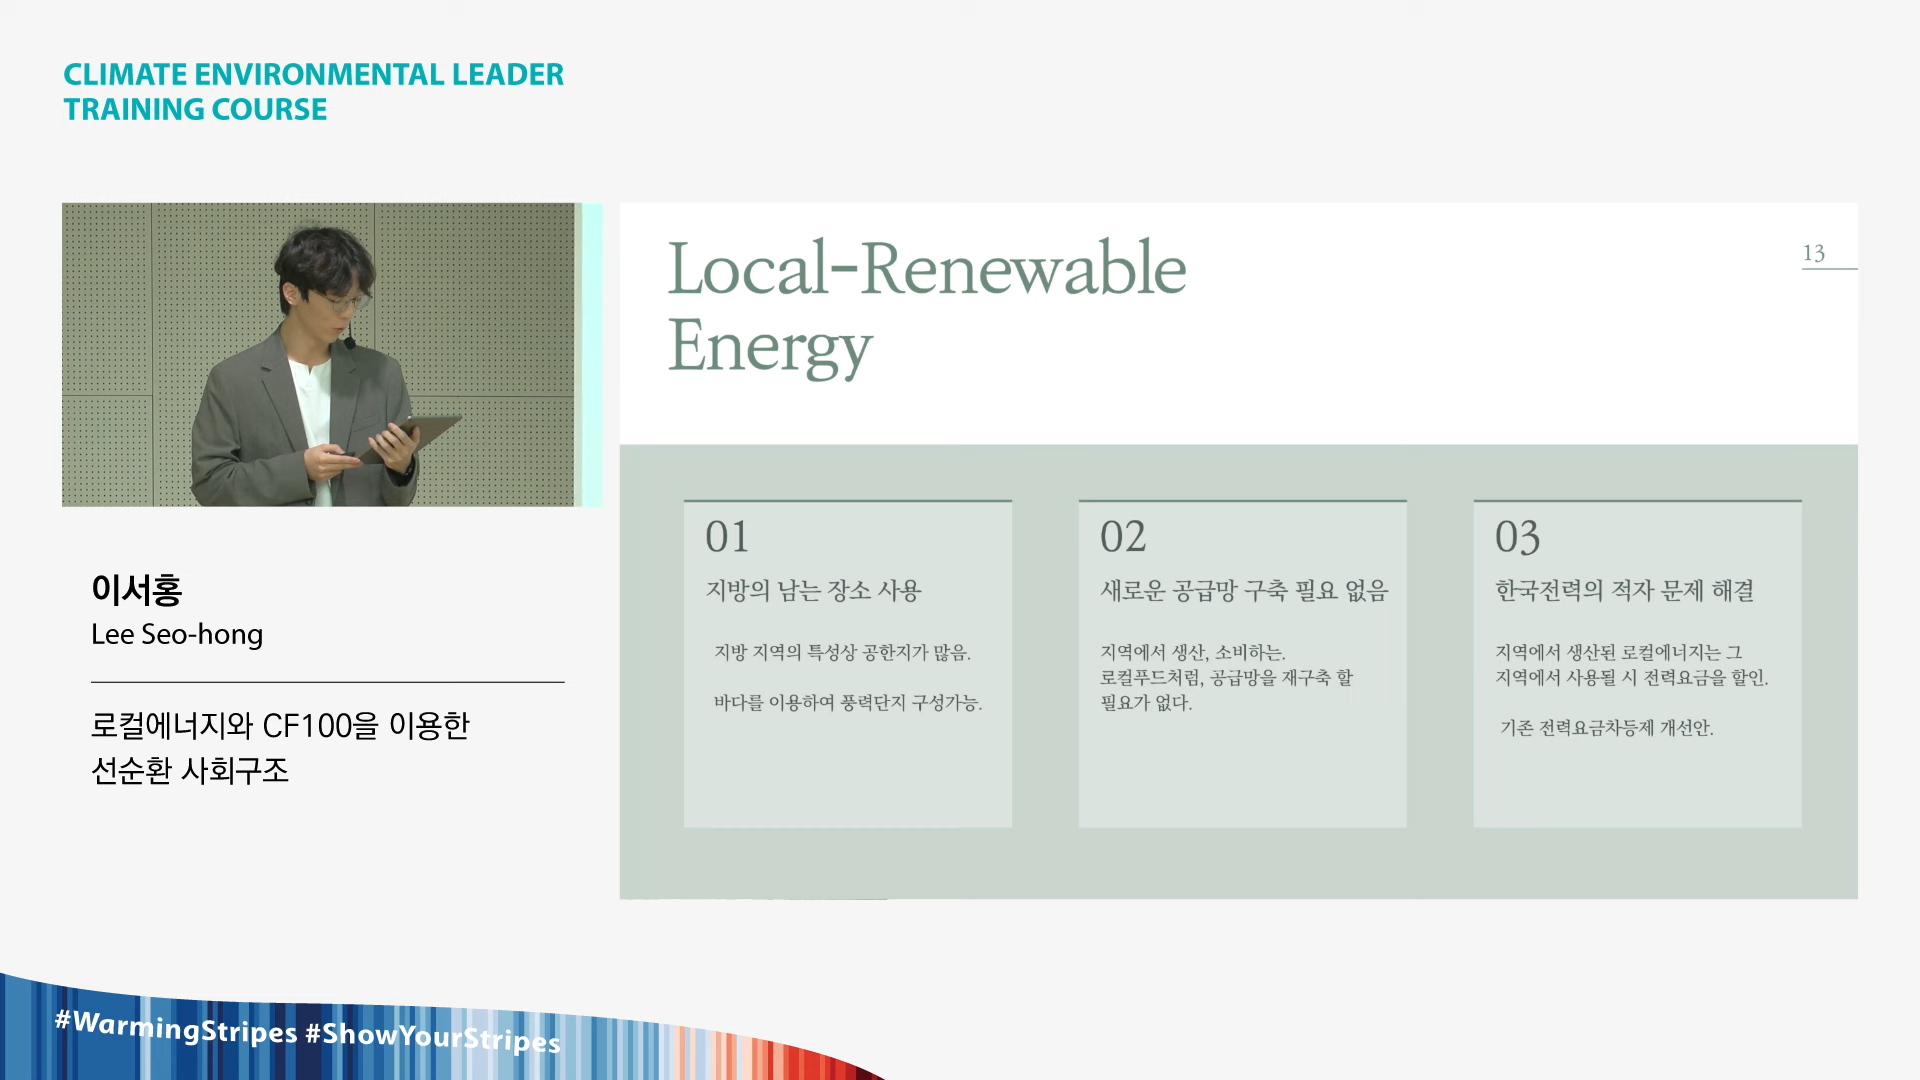 CLIMATE ENVIRONMENTAL LEADER
TRAINING COURSE
이서홍
Lee Seo-hong
로컬에너지와 CF100을 이용한
선순환 사회구조
Local-Renewable
Energy
13
01
지방의 남는 장소 사용
지방 지역의 특성상 공한지가 많음.
바다를 이용하여 풍력단지 구성가능.
02
새로운 공급망 구축 필요 없음
지역에서 생산, 소비하는.
로컬푸드처럼, 공급망을 재구축 할
필요가 없다.
03
한국전력의 적자 문제 해결
지역에서 생산된 로컬에너지는 그
지역에서 사용될 시 전력요금을 할인.
기존 전력요금차등제 개선안.
#WarmingStripes #ShowYourStripes